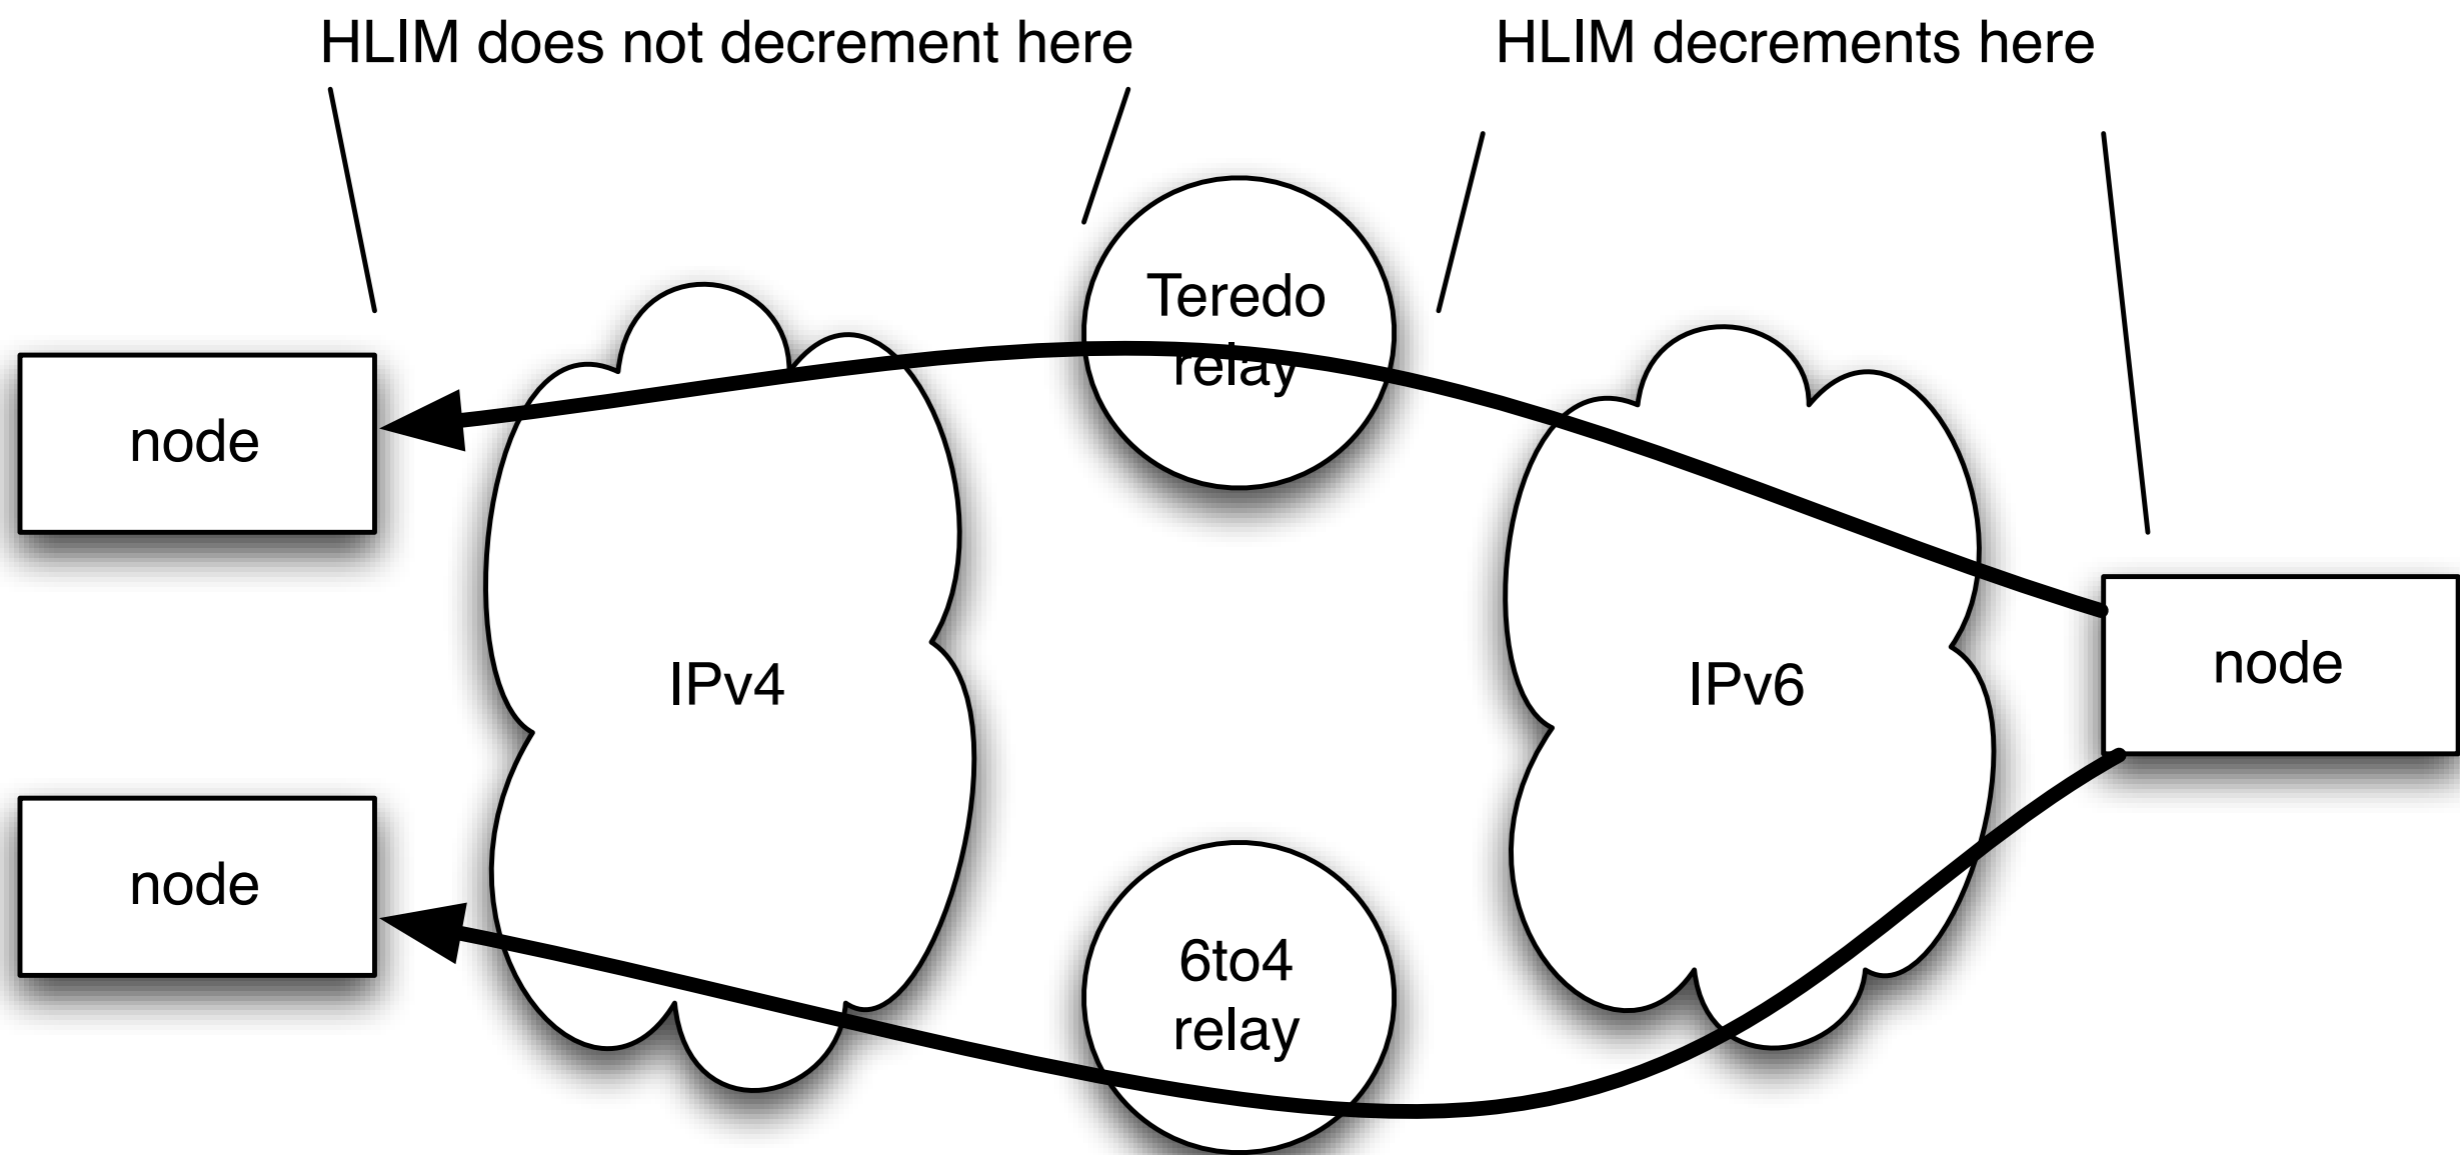 HLIM does not decrement here
HLIM decrements here
Teredo
relay
node
IPv4
IPv6
node
node
6to4
relay